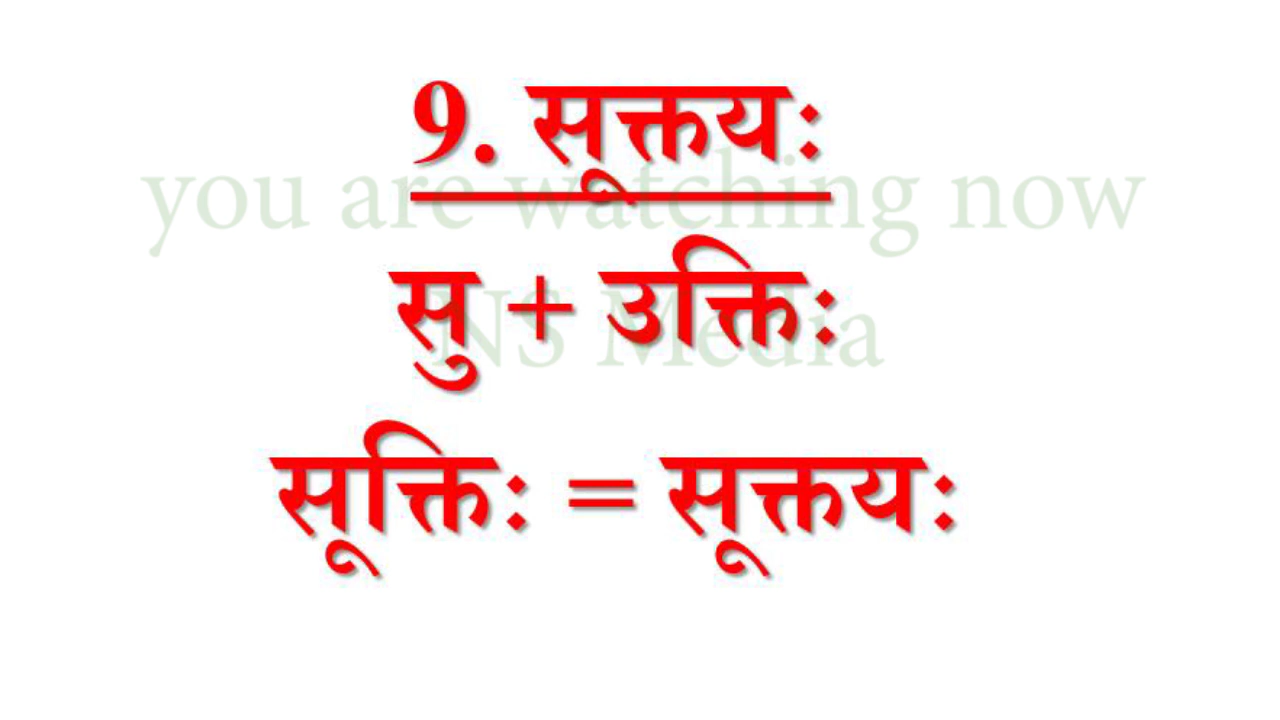 9. सूक्तयः
you are watching now
सु + उक्तिः
NS Media
सूक्तिः = सूक्तयः